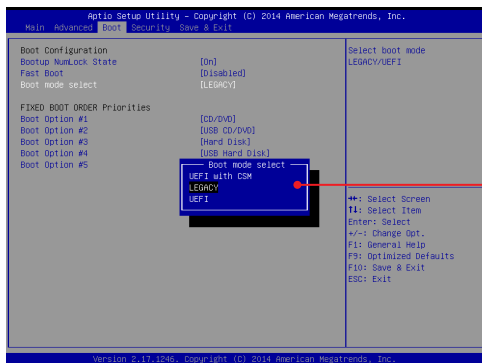 Aptio Setup Utility – Copyright (C) 2014 American Megatrends, Inc.
Main Advanced Boot Security Save & Exit
Boot Configuration
Bootup NumLock State [On]
Fast Boot [Disabled]
Boot mode select [LEGACY]
FIXED BOOT ORDER Priorities
Boot Option #1 [CD/DVD]
Boot Option #2 [USB CD/DVD]
Boot Option #3 [Hard Disk]
Boot Option #4 [USB Hard Disk]
Boot Option #5
Boot mode select
UEFI with CSM
LEGACY
UEFI
Select boot mode
LEGACY/UEFI
→←: Select Screen
↑↓: Select Item
Enter: Select
+/-: Change Opt.
F1: General Help
F9: Optimized Defaults
F10: Save & Exit
ESC: Exit
Version 2.17.1246. Copyright (C) 2014 American Megatrends, Inc.